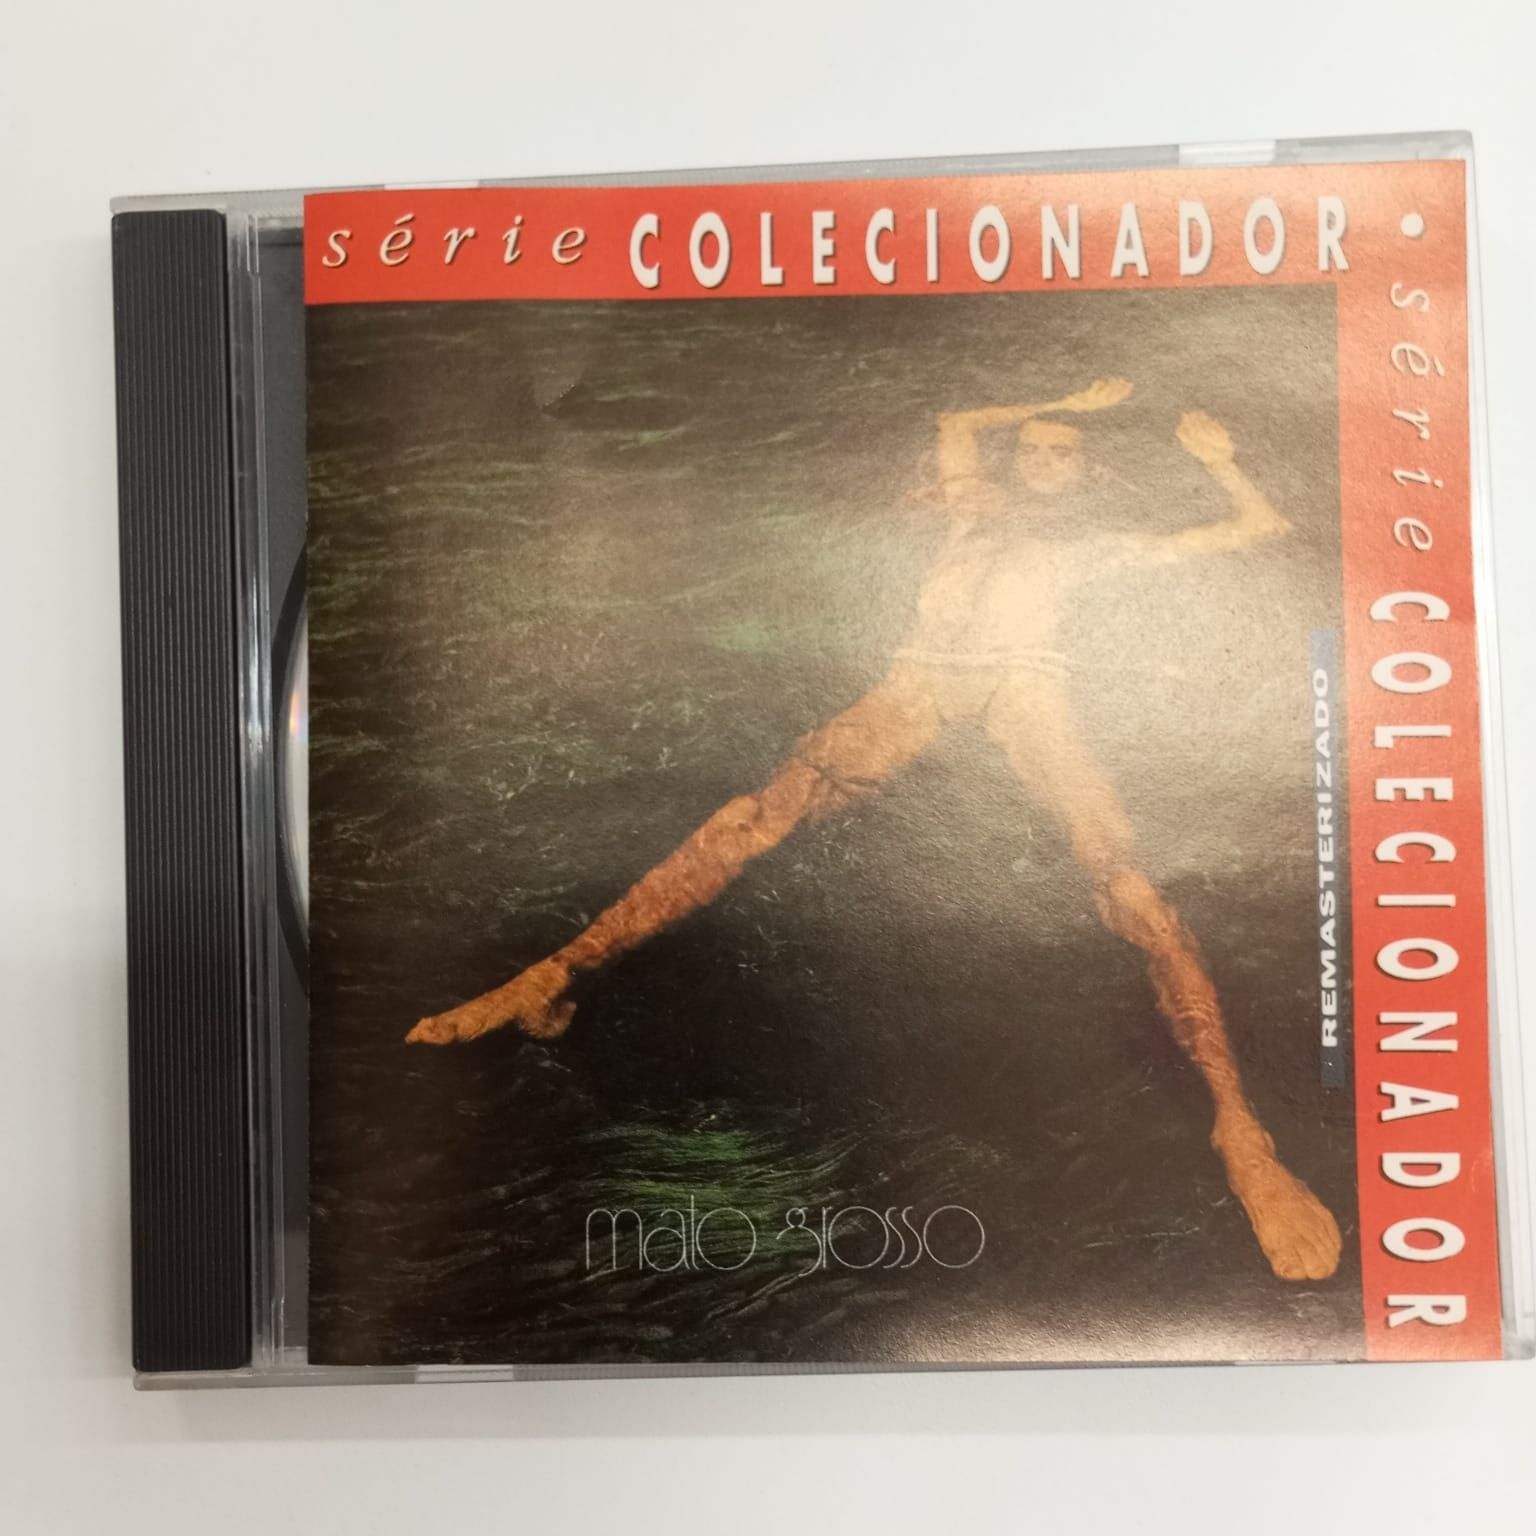 série COLECIONADOR •
série COLECIONADOR
REMASTERIZADO
mato grosso